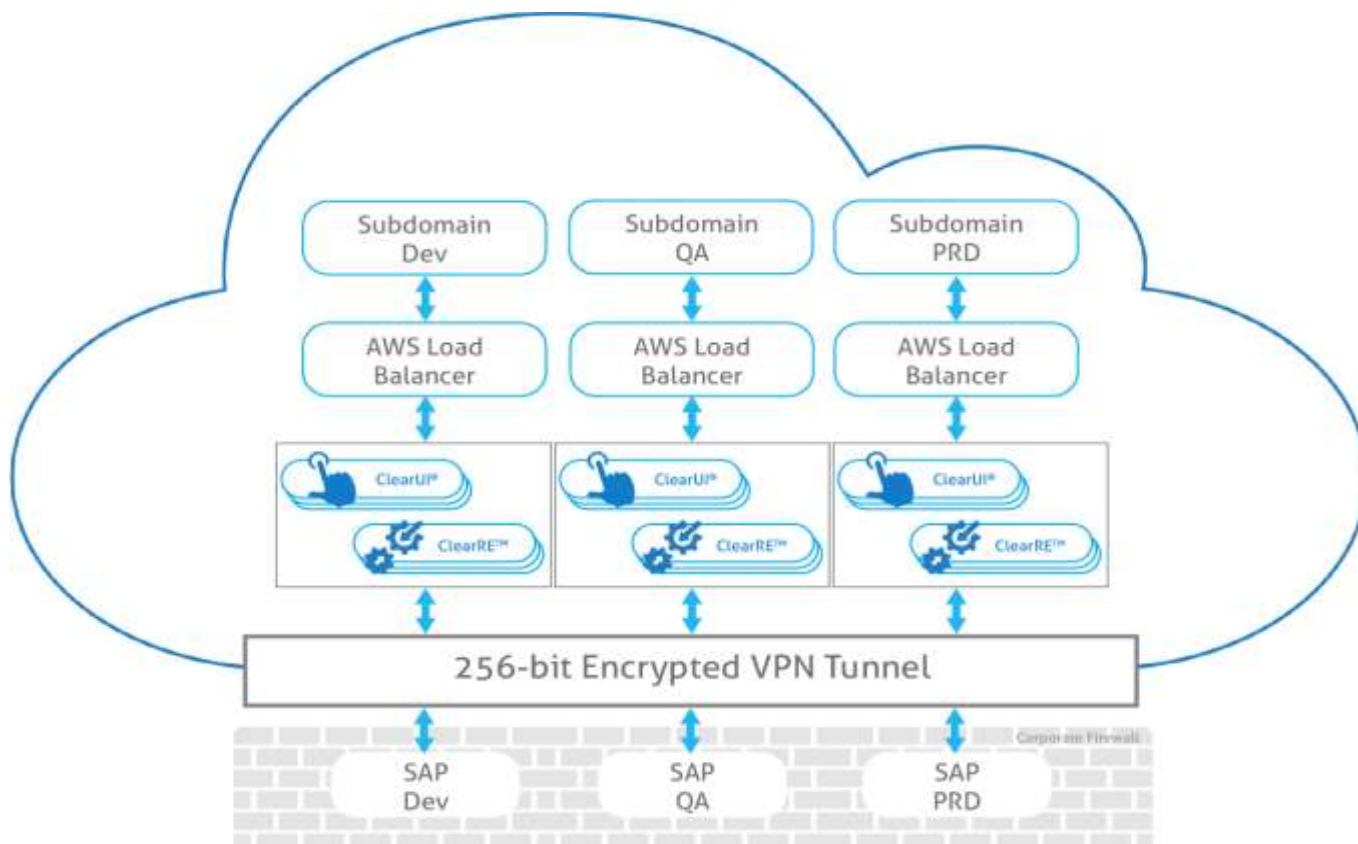 Subdomain
Dev
Subdomain
QA
Subdomain
PRD
AWS Load
Balancer
AWS Load
Balancer
AWS Load
Balancer
ClearUI®
ClearRE™
ClearUI®
ClearRE™
ClearUI®
ClearRE™
256-bit Encrypted VPN Tunnel
Corporate Firewall
SAP
Dev
SAP
QA
SAP
PRD